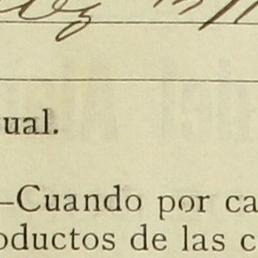 ual.
—Cuando por ca
oductos de las c